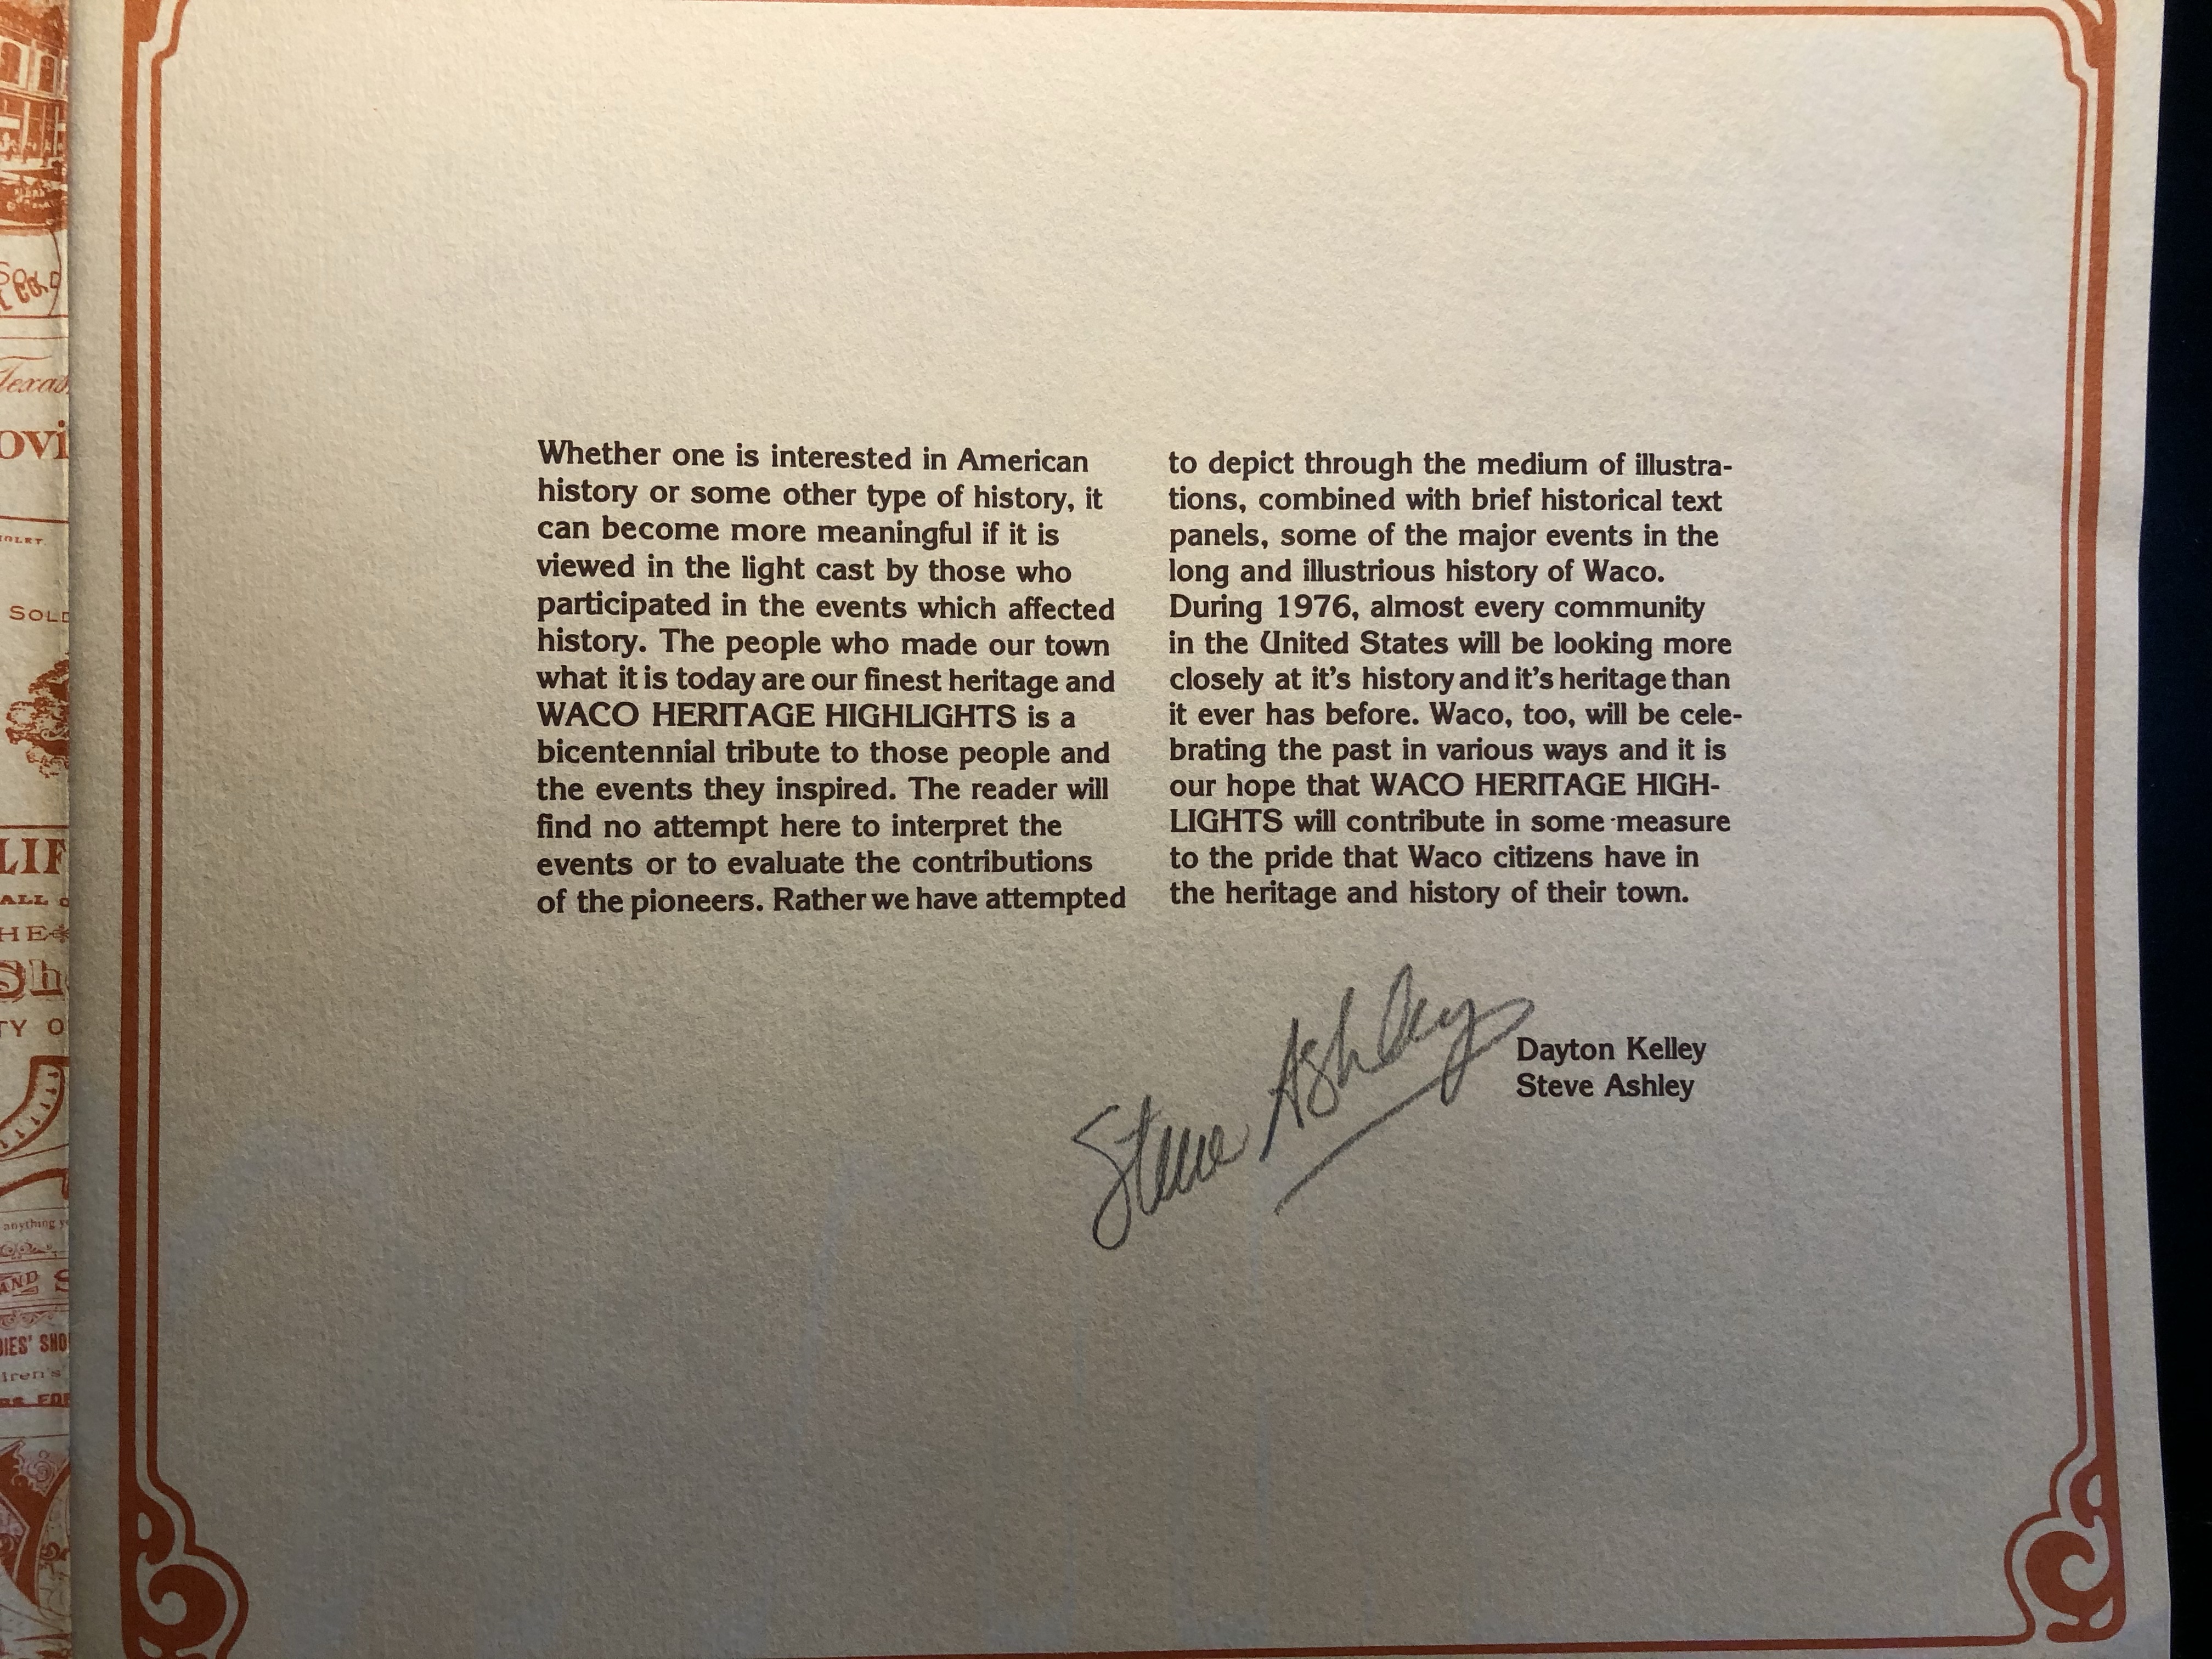 Whether one is interested in American
history or some other type of history, it
can become more meaningful if it is
viewed in the light cast by those who
participated in the events which affected
history. The people who made our town
what it is today are our finest heritage and
WACO HERITAGE HIGHLIGHTS is a
bicentennial tribute to those people and
the events they inspired. The reader will
find no attempt here to interpret the
events or to evaluate the contributions
of the pioneers. Rather we have attempted
to depict through the medium of illustra-
tions, combined with brief historical text
panels, some of the major events in the
long and illustrious history of Waco.
During 1976, almost every community
in the United States will be looking more
closely at it's history and it's heritage than
it ever has before. Waco, too, will be cele-
brating the past in various ways and it is
our hope that WACO HERITAGE HIGH-
LIGHTS will contribute in some measure
to the pride that Waco citizens have in
the heritage and history of their town.
Dayton Kelley
Steve Ashley
Steve Ashley
Texas
SOLD
ALL
anything
AND